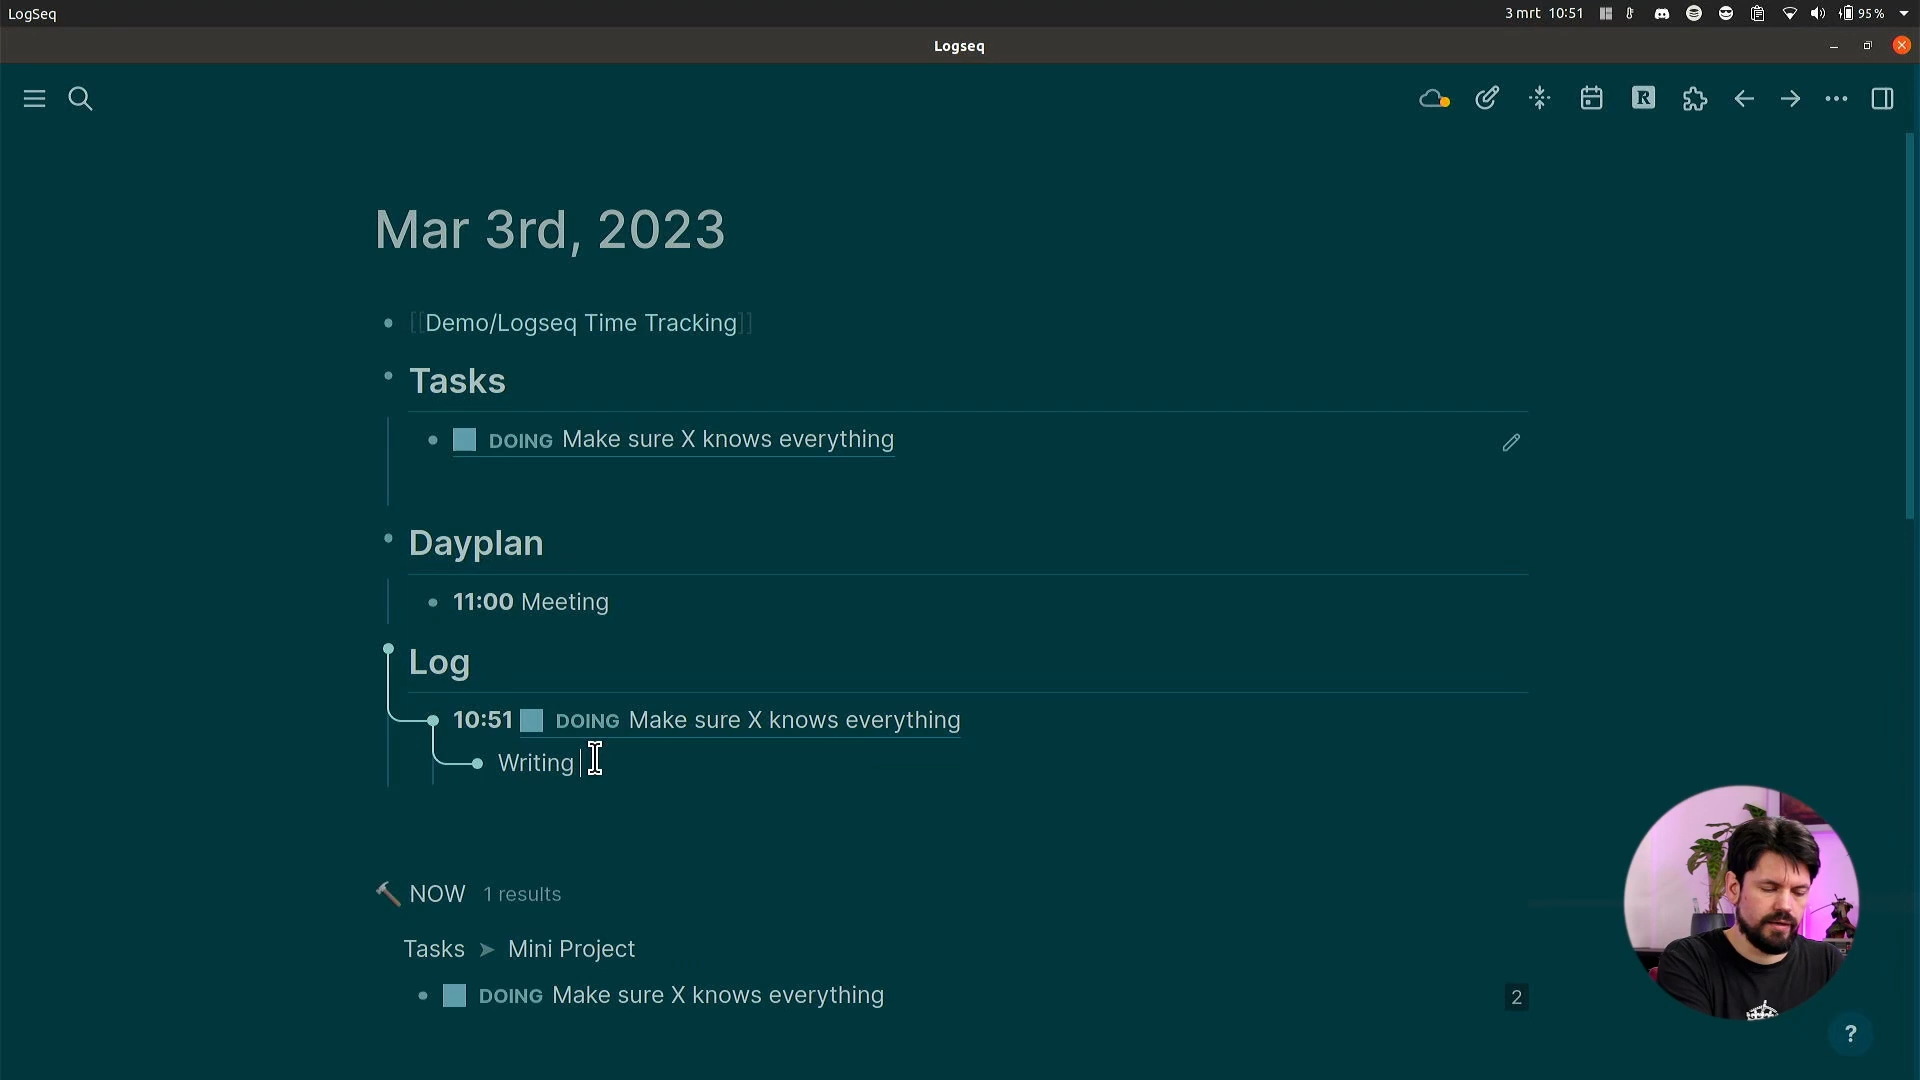 LogSeq
3 mrt 10:51
95 %
Logseq
Mar 3rd, 2023
[[Demo/Logseq Time Tracking]]
Tasks
DOING Make sure X knows everything
Dayplan
11:00 Meeting
Log
10:51 DOING Make sure X knows everything
Writing
NOW 1 results
Tasks ➤ Mini Project
DOING Make sure X knows everything
2
?